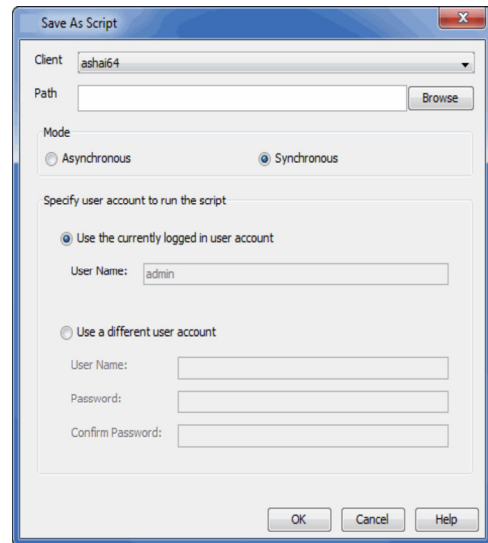 Save As Script
Client ashai64
Path Browse
Mode
Asynchronous Synchronous
Specify user account to run the script
Use the currently logged in user account
User Name: admin
Use a different user account
User Name:
Password:
Confirm Password:
OK Cancel Help